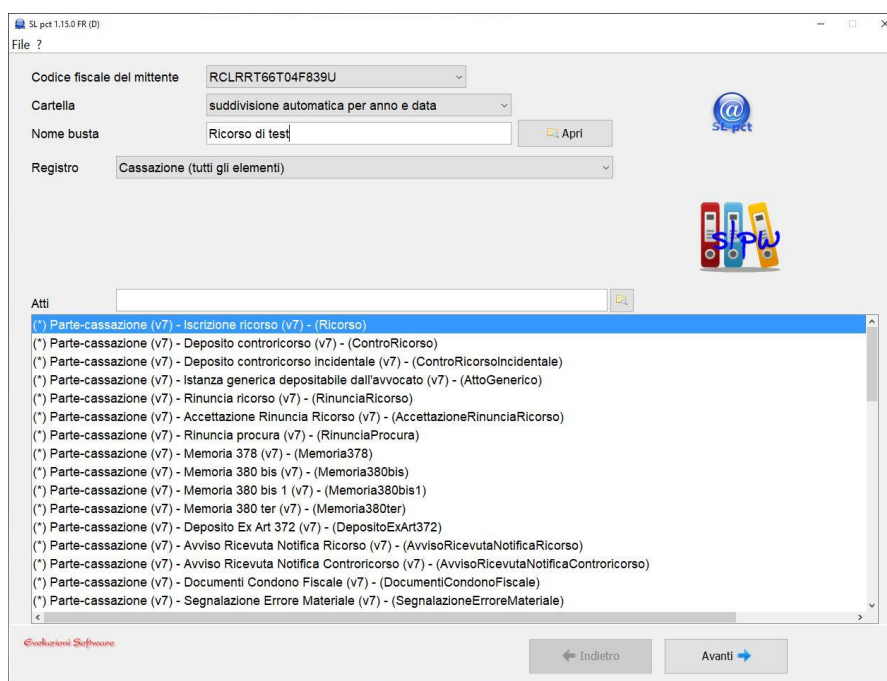 SL pct 1.15.0 FR (D)
File ?
Codice fiscale del mittente RCLRRT66T04F839U
Cartella suddivisione automatica per anno e data
Nome busta Ricorso di test Apri
SL pct
Registro Cassazione (tutti gli elementi)
slpw
Atti
(*) Parte-cassazione (v7) - Iscrizione ricorso (v7) - (Ricorso)
(*) Parte-cassazione (v7) - Deposito controricorso (v7) - (ControRicorso)
(*) Parte-cassazione (v7) - Deposito controricorso incidentale (v7) - (ControRicorsoIncidentale)
(*) Parte-cassazione (v7) - Istanza generica depositabile dall'avvocato (v7) - (AttoGenerico)
(*) Parte-cassazione (v7) - Rinuncia ricorso (v7) - (RinunciaRicorso)
(*) Parte-cassazione (v7) - Accettazione Rinuncia Ricorso (v7) - (AccettazioneRinunciaRicorso)
(*) Parte-cassazione (v7) - Rinuncia procura (v7) - (RinunciaProcura)
(*) Parte-cassazione (v7) - Memoria 378 (v7) - (Memoria378)
(*) Parte-cassazione (v7) - Memoria 380 bis (v7) - (Memoria380bis)
(*) Parte-cassazione (v7) - Memoria 380 bis 1 (v7) - (Memoria380bis1)
(*) Parte-cassazione (v7) - Memoria 380 ter (v7) - (Memoria380ter)
(*) Parte-cassazione (v7) - Deposito Ex Art 372 (v7) - (DepositoExArt372)
(*) Parte-cassazione (v7) - Avviso Ricevuta Notifica Ricorso (v7) - (AvvisoRicevutaNotificaRicorso)
(*) Parte-cassazione (v7) - Avviso Ricevuta Notifica Controricorso (v7) - (AvvisoRicevutaNotificaControricorso)
(*) Parte-cassazione (v7) - Documenti Condono Fiscale (v7) - (DocumentiCondonoFiscale)
(*) Parte-cassazione (v7) - Segnalazione Errore Materiale (v7) - (SegnalazioneErroreMateriale)
Evoluzioni Software
Indietro Avanti